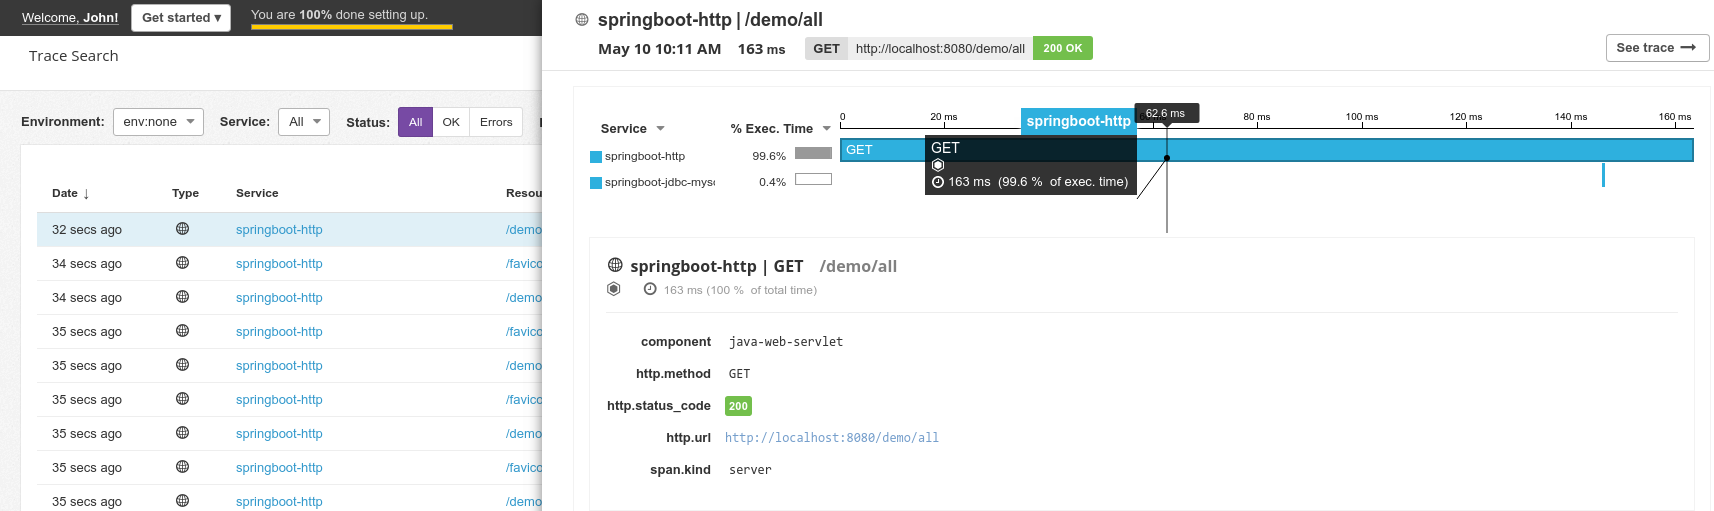 Welcome, John!
Get started ▾
You are 100% done setting up.
Trace Search
Environment: env:none
Service: All
Status: All OK Errors
Date ↓ Type Service Resou
32 secs ago springboot-http /demo
34 secs ago springboot-http /favico
34 secs ago springboot-http /demo
35 secs ago springboot-http /favico
35 secs ago springboot-http /demo
35 secs ago springboot-http /favico
35 secs ago springboot-http /demo
35 secs ago springboot-http /favico
35 secs ago springboot-http /demo
springboot-http | /demo/all
May 10 10:11 AM 163 ms GET http://localhost:8080/demo/all 200 OK
See trace →
Service % Exec. Time
springboot-http 99.6%
springboot-jdbc-mys 0.4%
0 20 ms 80 ms 100 ms 120 ms 140 ms 160 ms
62.6 ms
springboot-http
GET
GET
163 ms (99.6 % of exec. time)
springboot-http | GET /demo/all
163 ms (100 % of total time)
component java-web-servlet
http.method GET
http.status_code 200
http.url http://localhost:8080/demo/all
span.kind server